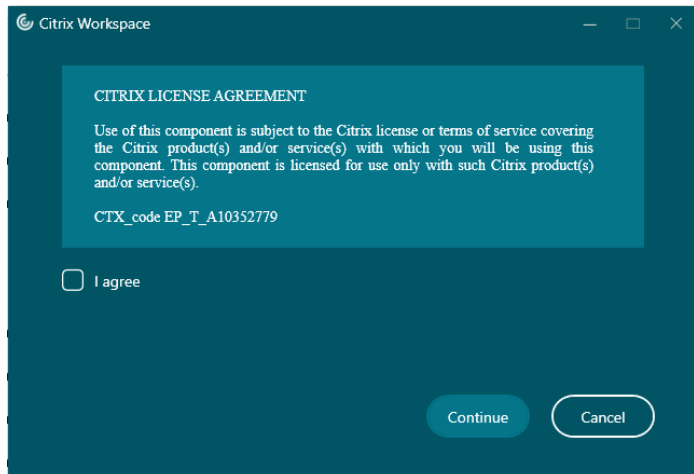 Citrix Workspace
CITRIX LICENSE AGREEMENT
Use of this component is subject to the Citrix license or terms of service covering
the Citrix product(s) and/or service(s) with which you will be using this
component. This component is licensed for use only with such Citrix product(s)
and/or service(s).
CTX_code EP_T_A10352779
I agree
Continue
Cancel